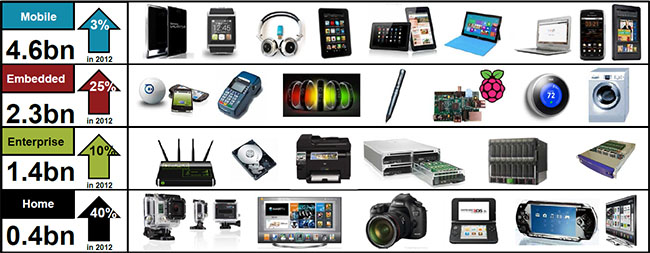 Mobile
4.6bn
3%
in 2012
Embedded
2.3bn
25%
in 2012
72
Enterprise
1.4bn
10%
in 2012
Home
0.4bn
40%
in 2012